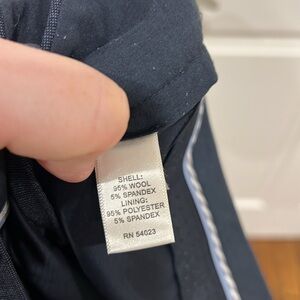 SHELL:
95% WOOL
5% SPANDEX
LINING:
95% POLYESTER
5% SPANDEX
RN 54023